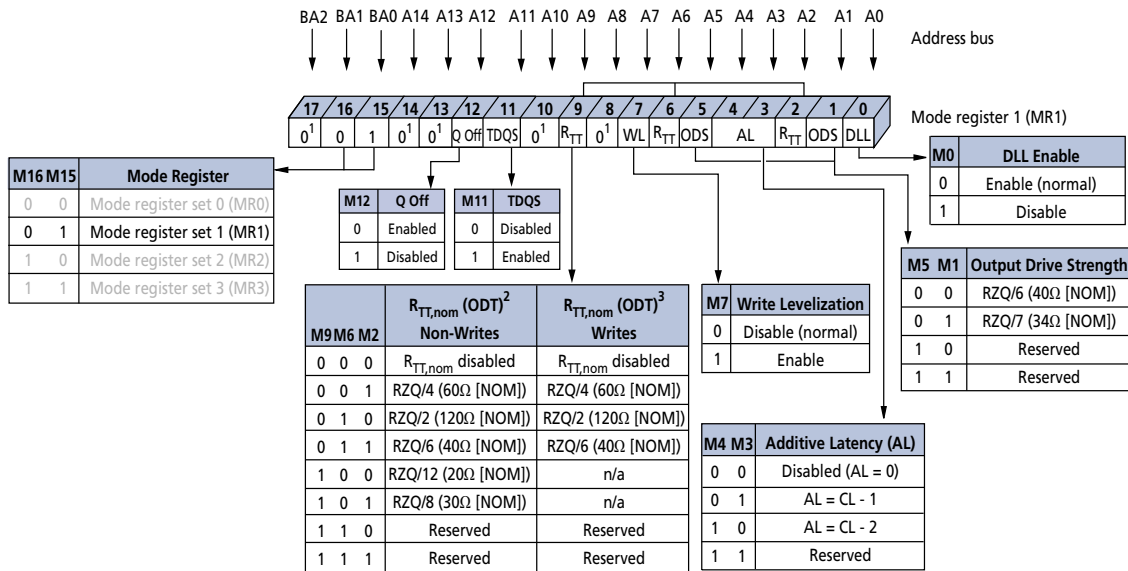 BA2 BA1 BA0 A14 A13 A12 A11 A10 A9 A8 A7 A6 A5 A4 A3 A2 A1 A0
Address bus
17 16 15 14 13 12 11 10 9 8 7 6 5 4 3 2 1 0
0¹ 0 1 0¹ 0¹ Q Off TDQS 0¹ RTT 0¹ WL RTT ODS AL RTT ODS DLL
Mode register 1 (MR1)
M16 M15 Mode Register
0 0 Mode register set 0 (MR0)
0 1 Mode register set 1 (MR1)
1 0 Mode register set 2 (MR2)
1 1 Mode register set 3 (MR3)
M12 Q Off
0 Enabled
1 Disabled
M11 TDQS
0 Disabled
1 Enabled
M0 DLL Enable
0 Enable (normal)
1 Disable
M5 M1 Output Drive Strength
0 0 RZQ/6 (40Ω [NOM])
0 1 RZQ/7 (34Ω [NOM])
1 0 Reserved
1 1 Reserved
M7 Write Levelization
0 Disable (normal)
1 Enable
RTT,nom (ODT)² RTT,nom (ODT)³
M9 M6 M2 Non-Writes Writes
0 0 0 RTT,nom disabled RTT,nom disabled
0 0 1 RZQ/4 (60Ω [NOM]) RZQ/4 (60Ω [NOM])
0 1 0 RZQ/2 (120Ω [NOM]) RZQ/2 (120Ω [NOM])
0 1 1 RZQ/6 (40Ω [NOM]) RZQ/6 (40Ω [NOM])
1 0 0 RZQ/12 (20Ω [NOM]) n/a
1 0 1 RZQ/8 (30Ω [NOM]) n/a
1 1 0 Reserved Reserved
1 1 1 Reserved Reserved
M4 M3 Additive Latency (AL)
0 0 Disabled (AL = 0)
0 1 AL = CL - 1
1 0 AL = CL - 2
1 1 Reserved